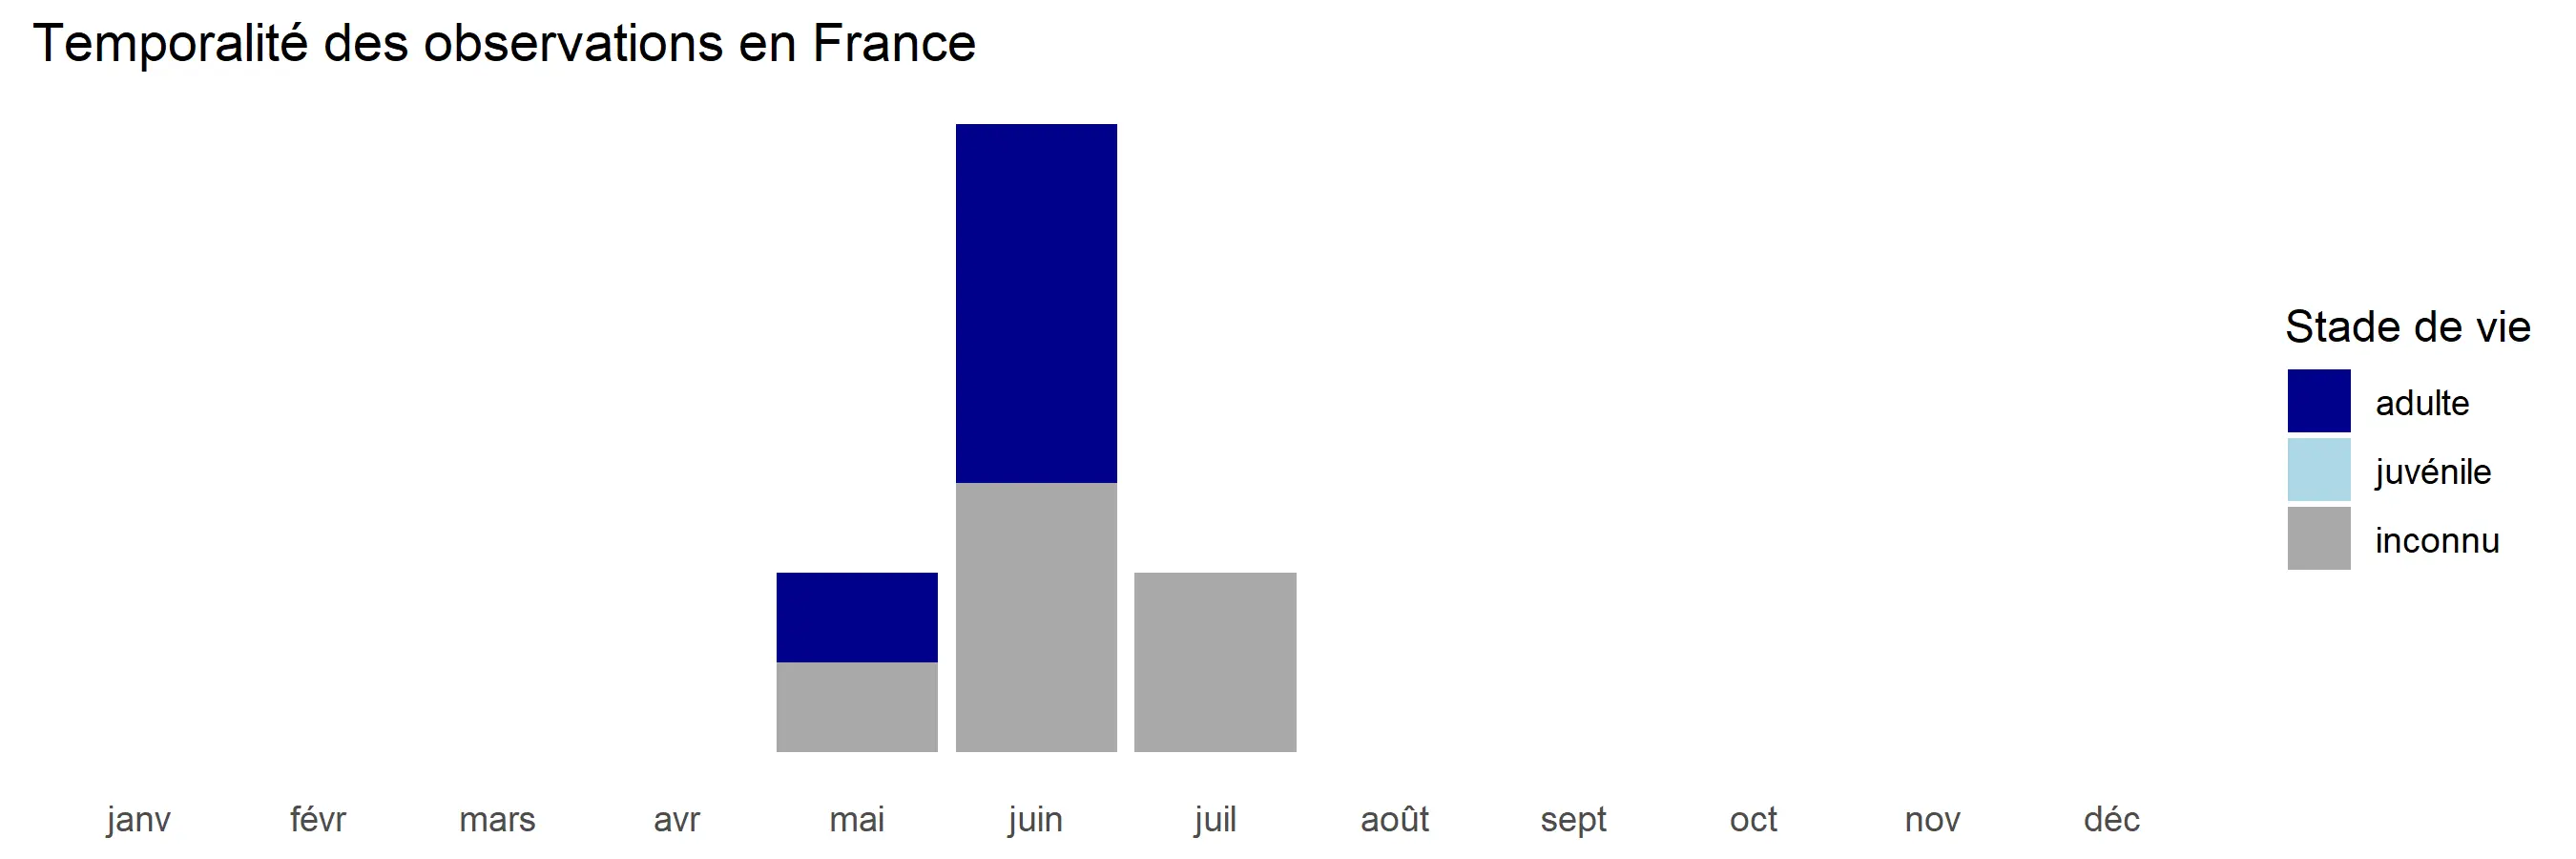 Temporalité des observations en France
Stade de vie
adulte
juvénile
inconnu
janv févr mars avr mai juin juil août sept oct nov déc